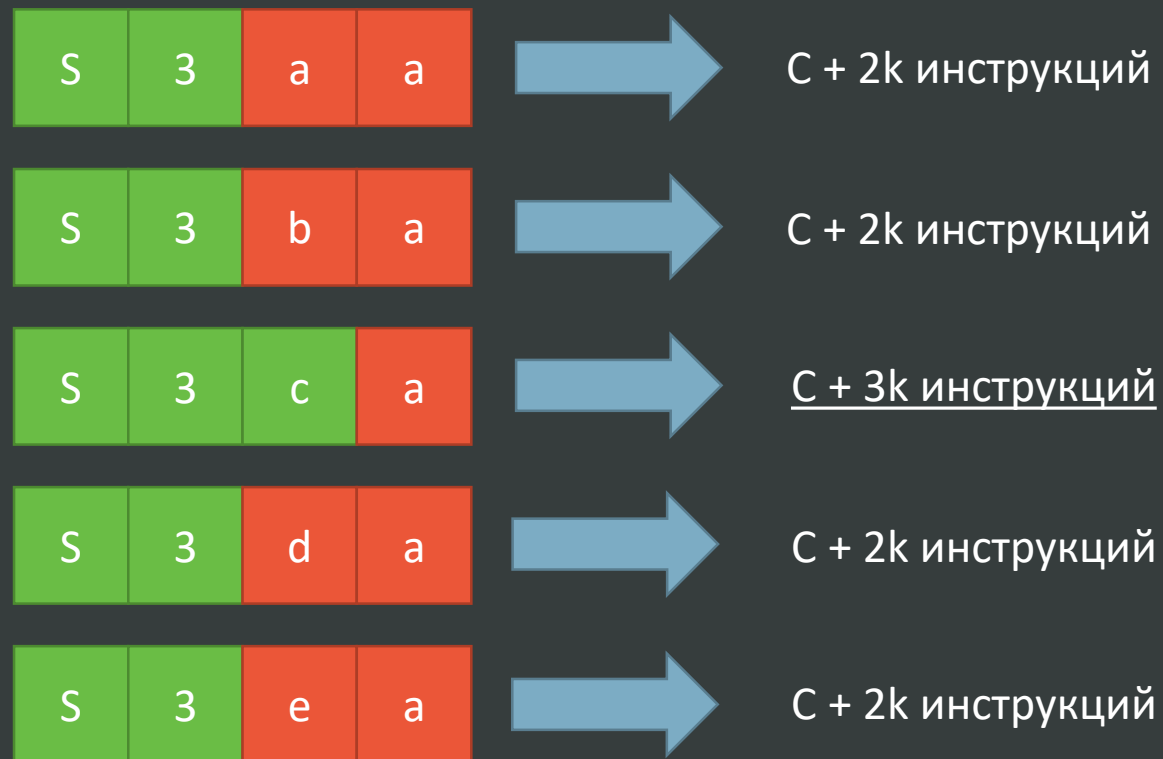 S 3 a a C + 2k инструкций
S 3 b a C + 2k инструкций
S 3 c a C + 3k инструкций
S 3 d a C + 2k инструкций
S 3 e a C + 2k инструкций